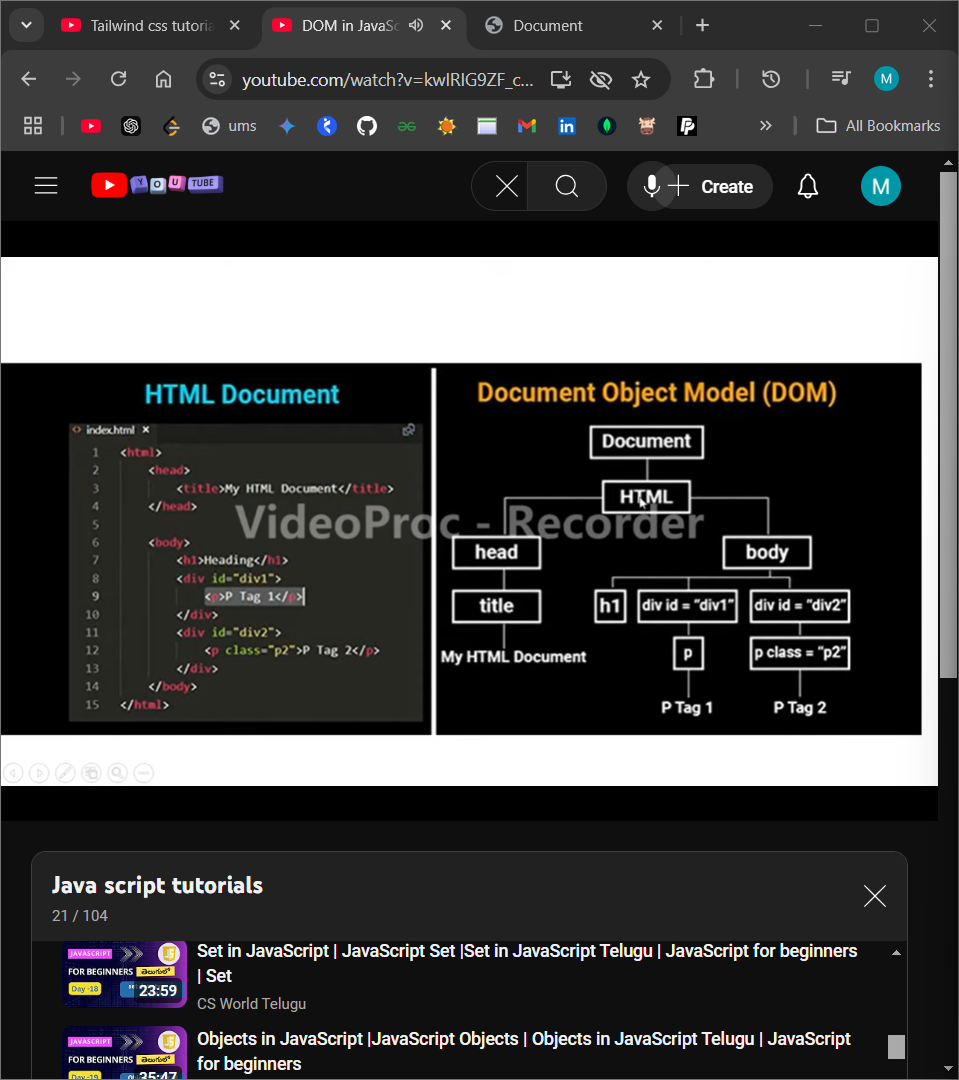 Tailwind css tutoria
DOM in JavaSc
Document
youtube.com/watch?v=kwIRlG9ZF_c...
M
ums
All Bookmarks
YOU TUBE
Create
M
HTML Document
index.html
1 <html>
2 <head>
3 <title>My HTML Document</title>
4 </head>
5
6 <body>
7 <h1>Heading</h1>
8 <div id="div1">
9 <p>P Tag 1</p>
10 </div>
11 <div id="div2">
12 <p class="p2">P Tag 2</p>
13 </div>
14 </body>
15 </html>
Document Object Model (DOM)
Document
HTML
head
body
title
h1
div id = "div1"
div id = "div2"
My HTML Document
p
p class = "p2"
P Tag 1
P Tag 2
VideoProc - Recorder
Java script tutorials
21 / 104
JAVASCRIPT
JS
FOR BEGINNERS తెలుగులో
Day -18
23:59
Set in JavaScript | JavaScript Set |Set in JavaScript Telugu | JavaScript for beginners
| Set
CS World Telugu
JAVASCRIPT
JS
FOR BEGINNERS తెలుగులో
Day -19
35:47
Objects in JavaScript |JavaScript Objects | Objects in JavaScript Telugu | JavaScript
for beginners